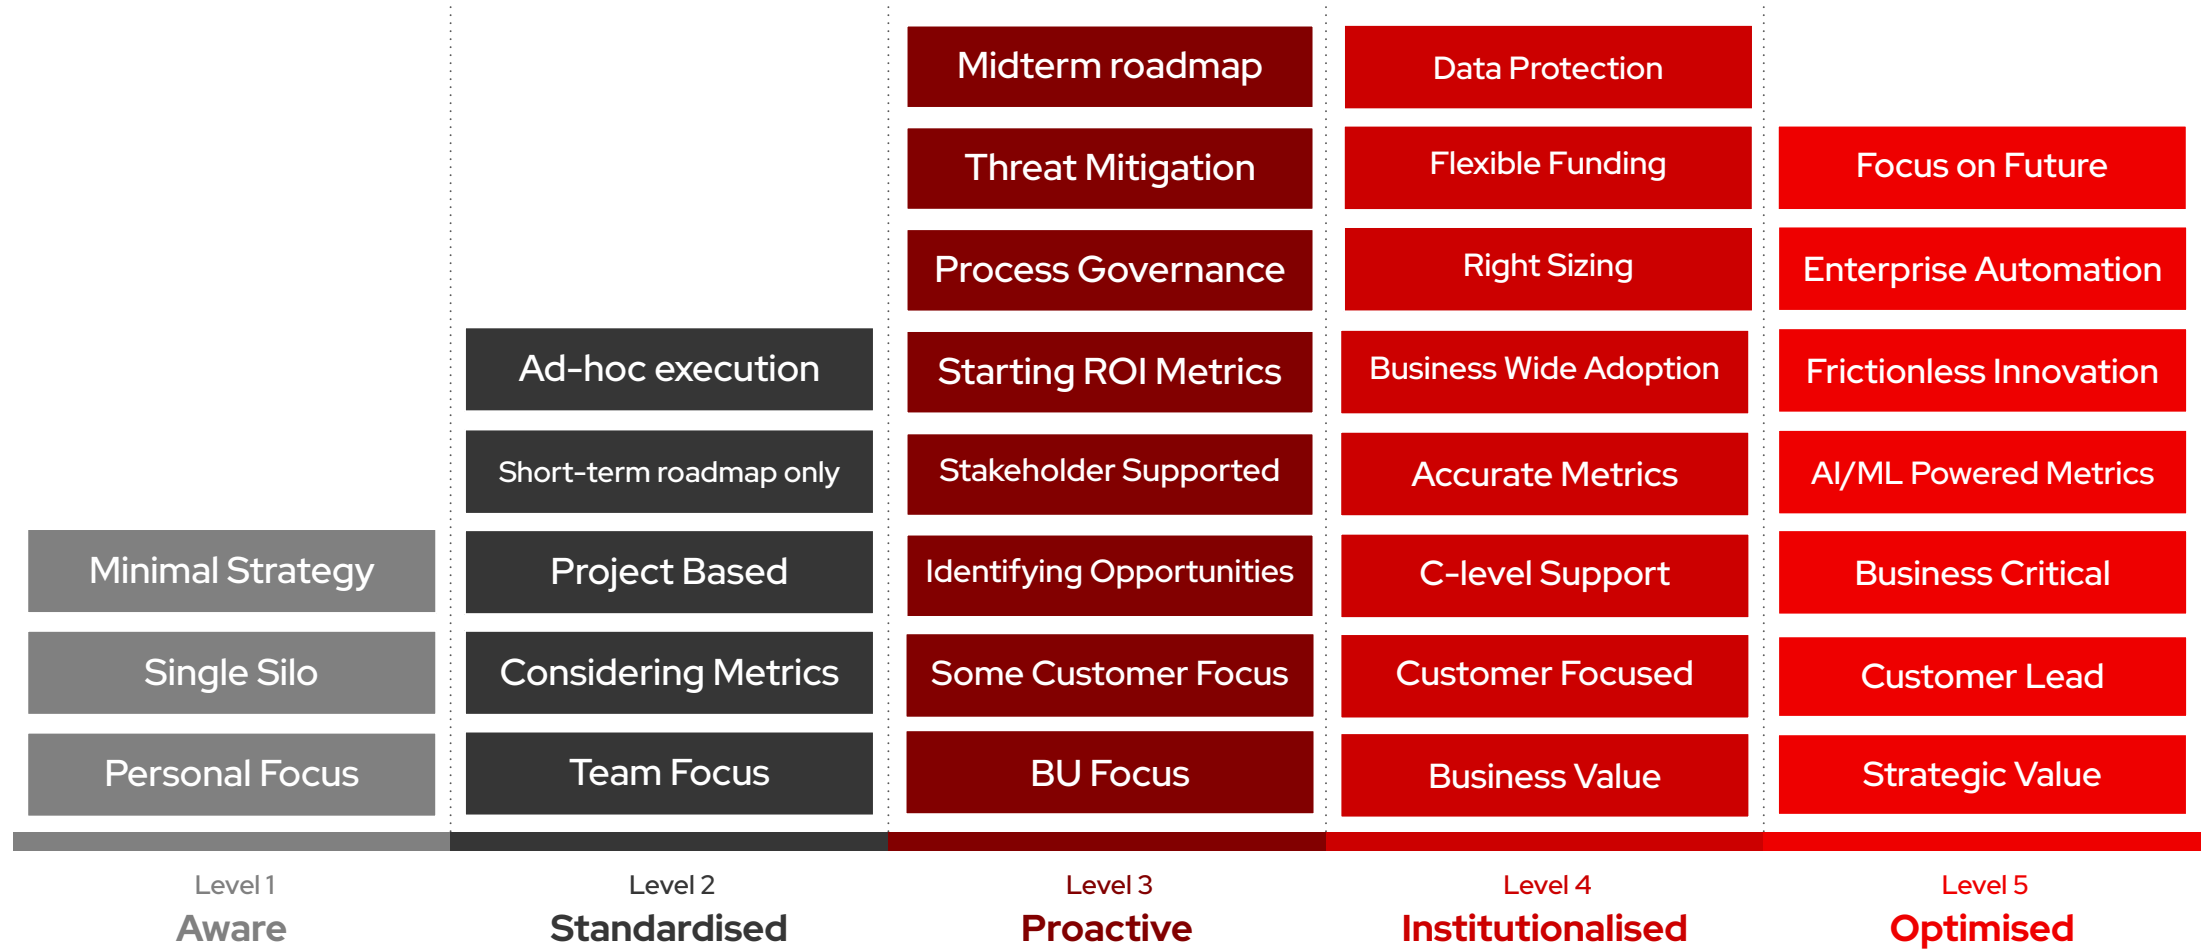 Minimal Strategy
Single Silo
Personal Focus
Level 1
Aware
Ad-hoc execution
Short-term roadmap only
Project Based
Considering Metrics
Team Focus
Level 2
Standardised
Midterm roadmap
Threat Mitigation
Process Governance
Starting ROI Metrics
Stakeholder Supported
Identifying Opportunities
Some Customer Focus
BU Focus
Level 3
Proactive
Data Protection
Flexible Funding
Right Sizing
Business Wide Adoption
Accurate Metrics
C-level Support
Customer Focused
Business Value
Level 4
Institutionalised
Focus on Future
Enterprise Automation
Frictionless Innovation
AI/ML Powered Metrics
Business Critical
Customer Lead
Strategic Value
Level 5
Optimised